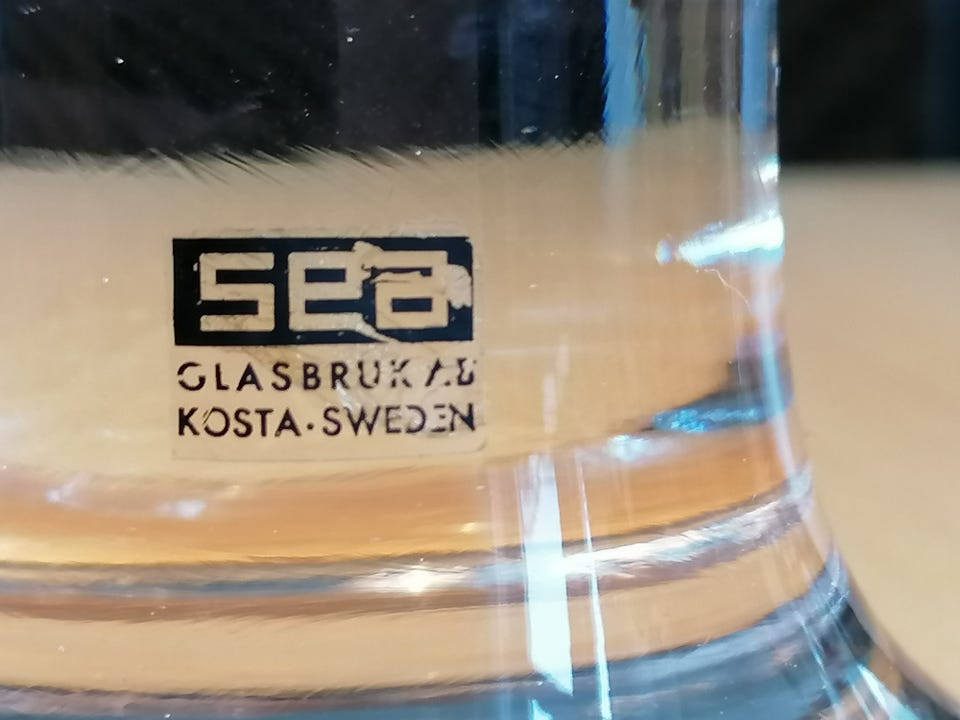 sea
GLASBRUK AB
KOSTA·SWEDEN